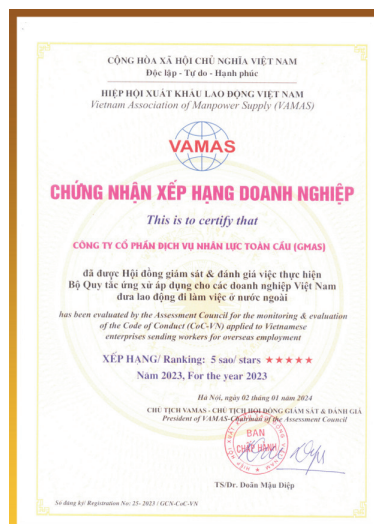 CỘNG HÒA XÃ HỘI CHỦ NGHĨA VIỆT NAM
Độc lập - Tự do - Hạnh phúc
HIỆP HỘI XUẤT KHẨU LAO ĐỘNG VIỆT NAM
Vietnam Association of Manpower Supply (VAMAS)
VAMAS
CHỨNG NHẬN XẾP HẠNG DOANH NGHIỆP
This is to certify that
CÔNG TY CỔ PHẦN DỊCH VỤ NHÂN LỰC TOÀN CẦU (GMAS)
đã được Hội đồng giám sát & đánh giá việc thực hiện
Bộ Quy tắc ứng xử áp dụng cho các doanh nghiệp Việt Nam
đưa lao động đi làm việc ở nước ngoài
has been evaluated by the Assessment Council for the monitoring & evaluation
of the Code of Conduct (CoC-VN) applied to Vietnamese
enterprises sending workers for overseas employment
XẾP HẠNG/ Ranking: 5 sao/ stars ★★★★★
Năm 2023, For the year 2023
Hà Nội, ngày 02 tháng 01 năm 2024
CHỦ TỊCH VAMAS - CHỦ TỊCH HỘI ĐỒNG GIÁM SÁT & ĐÁNH GIÁ
President of VAMAS-Chairman of the Assessment Council
BAN
CHẤP HÀNH
TS/Dr. Doãn Mậu Diệp
Số đăng ký/ Registration No: 25- 2023 / GCN-CoC-VN